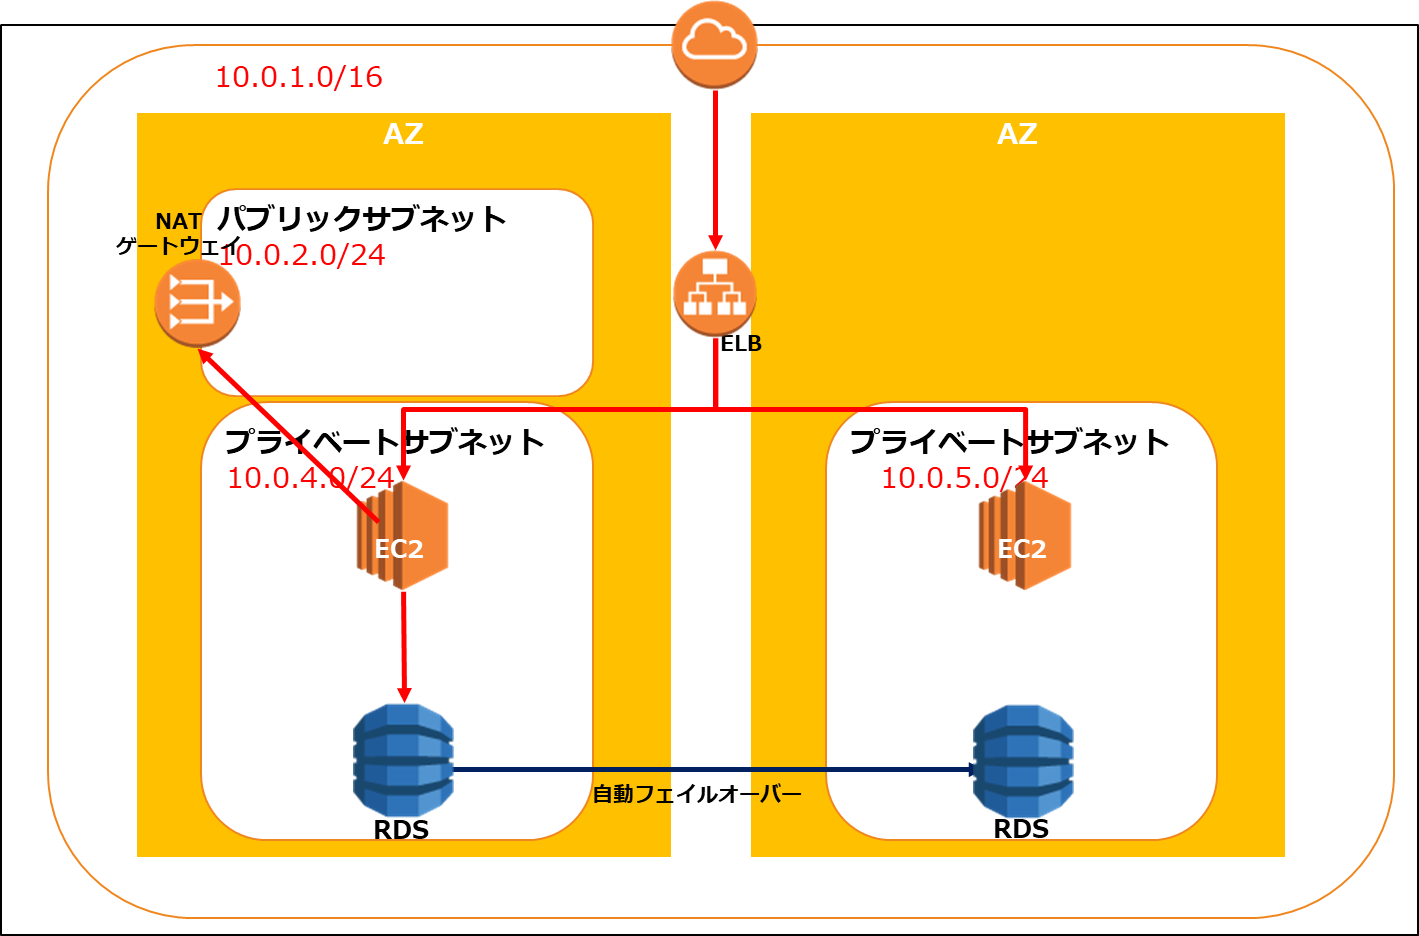 10.0.1.0/16
AZ
AZ
NAT
ゲートウェイ
パブリックサブネット
10.0.2.0/24
ELB
プライベートサブネット
10.0.4.0/24
プライベートサブネット
10.0.5.0/24
EC2
EC2
自動フェイルオーバー
RDS
RDS